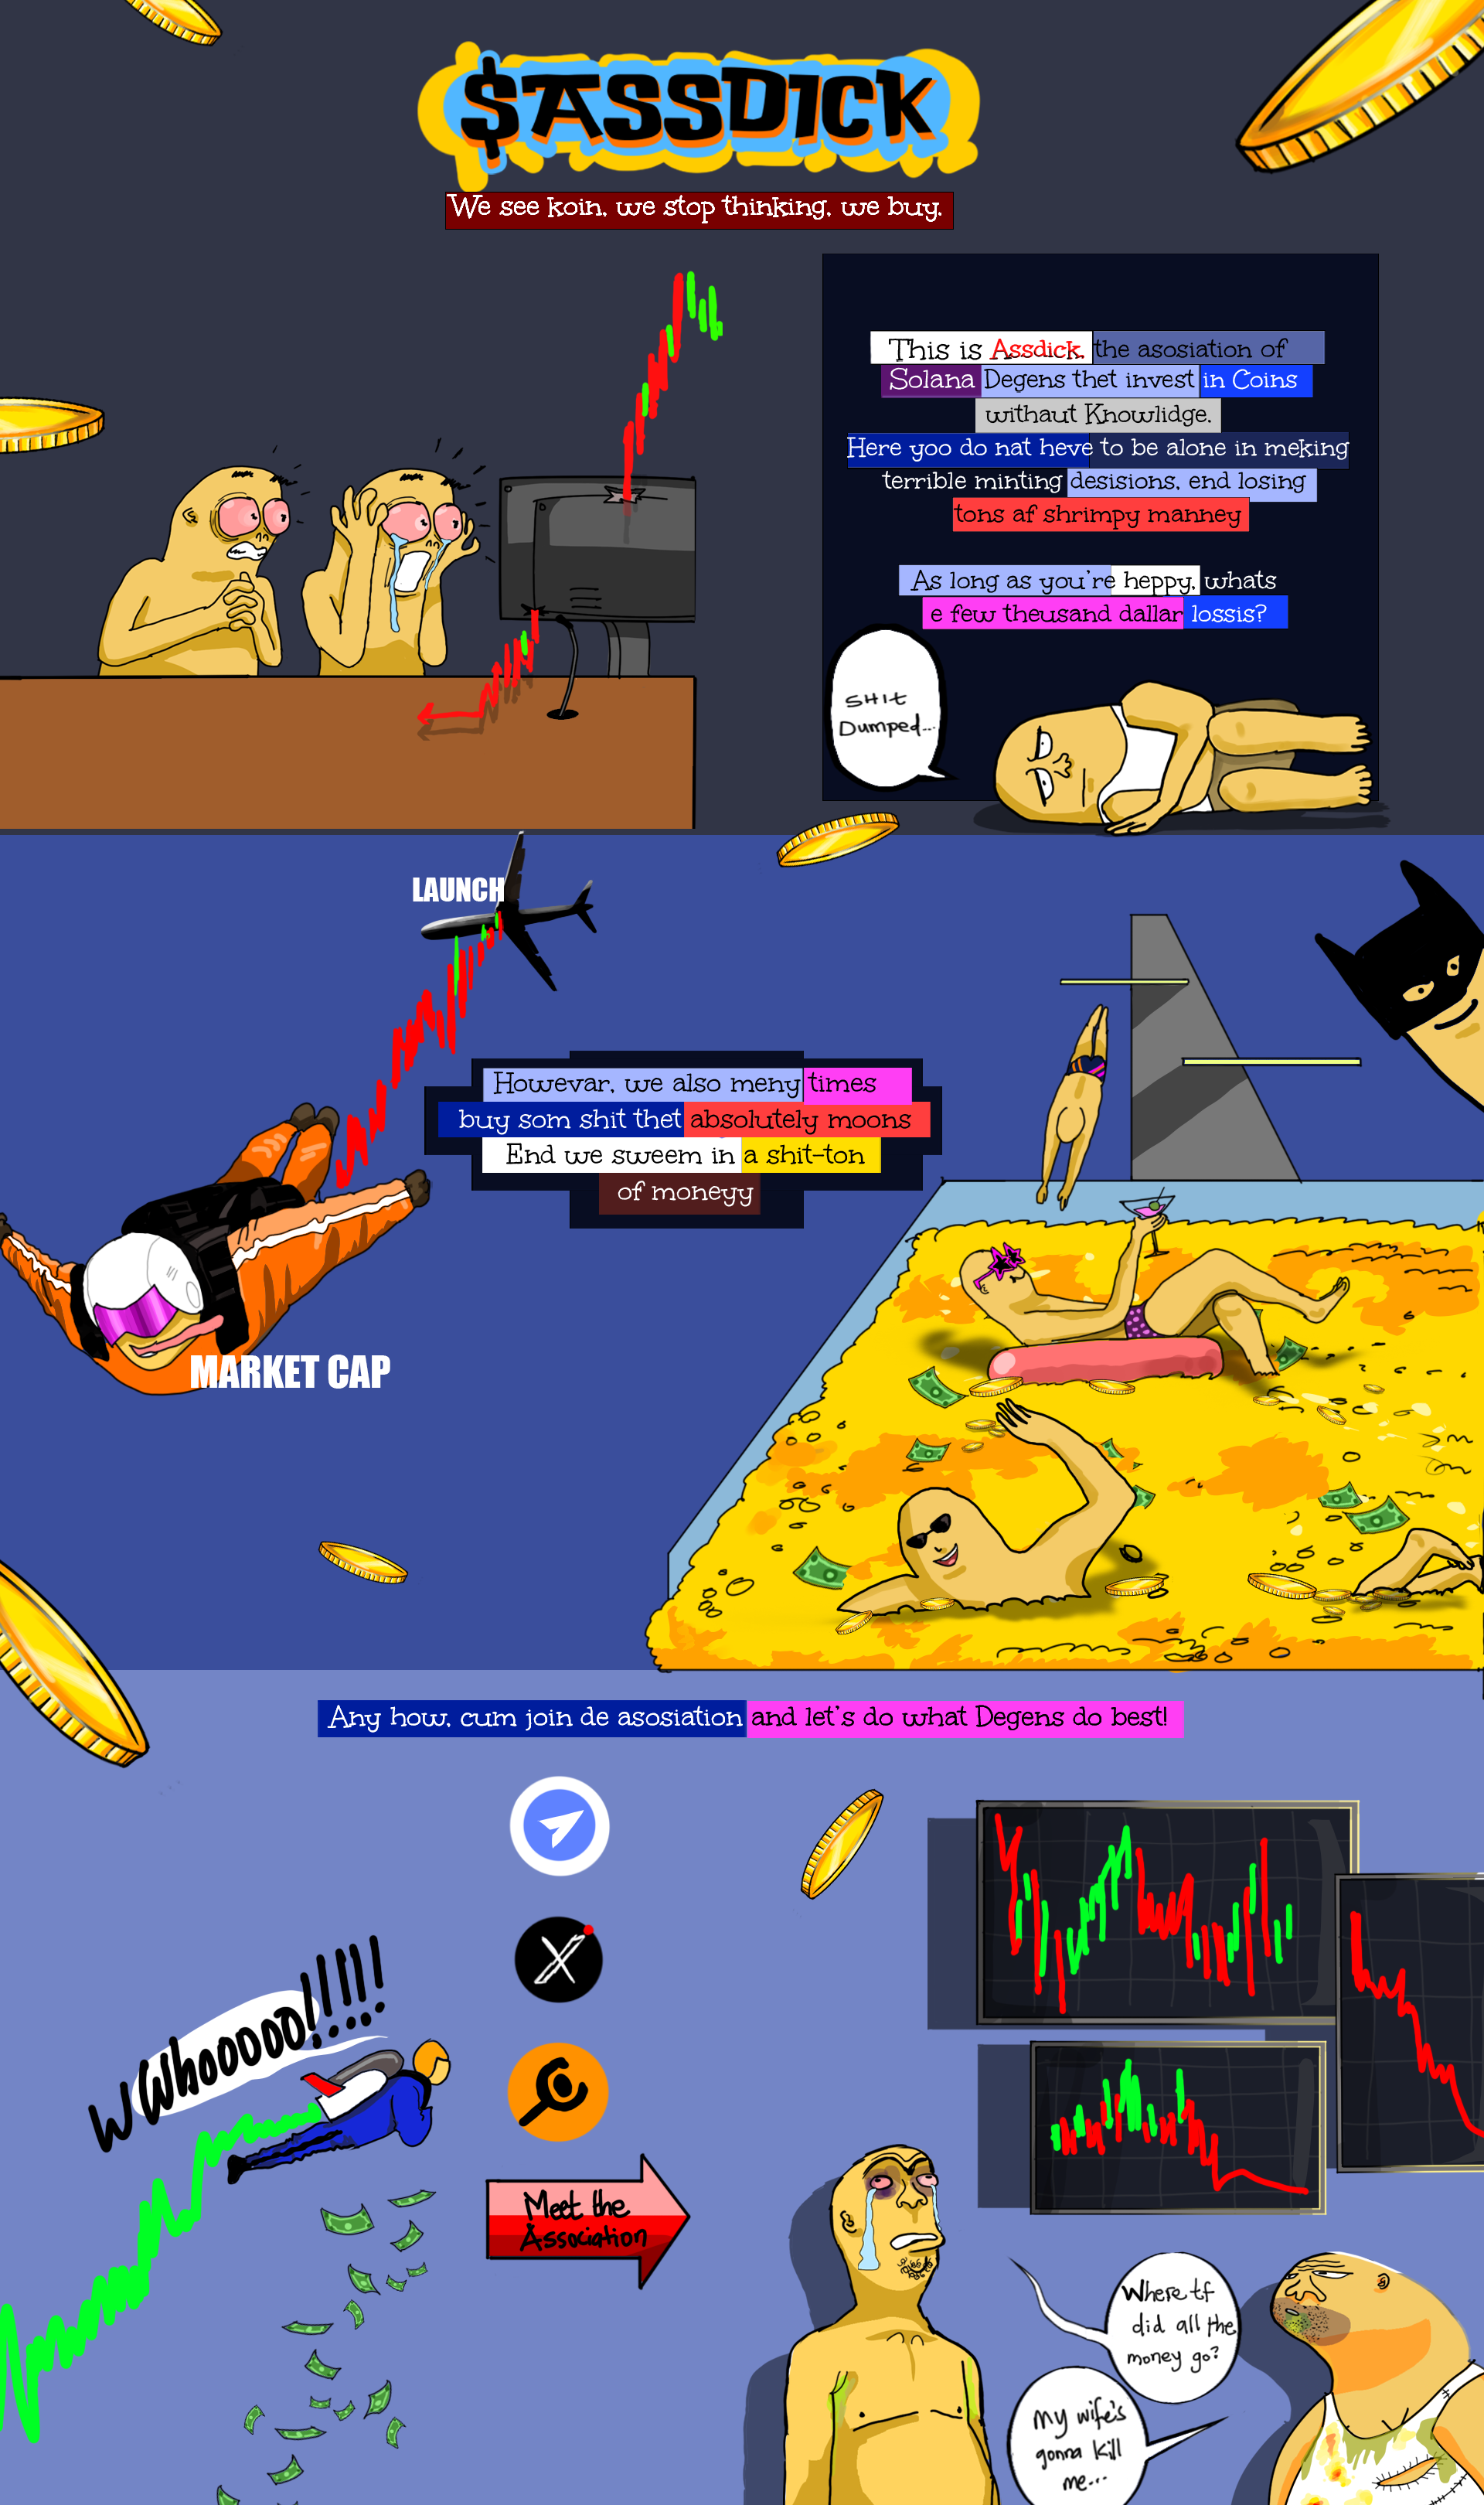 $ASSDICK
We see koin, we stop thinking, we buy.
This is Assdick, the asosiation of
Solana Degens thet invest in Coins
withaut Knowlidge.
Here yoo do nat heve to be alone in meking
terrible minting desisions, end losing
tons af shrimpy manney
As long as you're heppy, whats
e few theusand dallar lossis?
SHIt
Dumped...
LAUNCH
MARKET CAP
Howevar, we also meny times
buy som shit thet absolutely moons
End we sweem in a shit-ton
of moneyy
Any how, cum join de asosiation and let's do what Degens do best!
X
wWhooooo!!!!!
Meet the
Association
Where tf
did all the
money go?
My wife's
gonna kill
me...